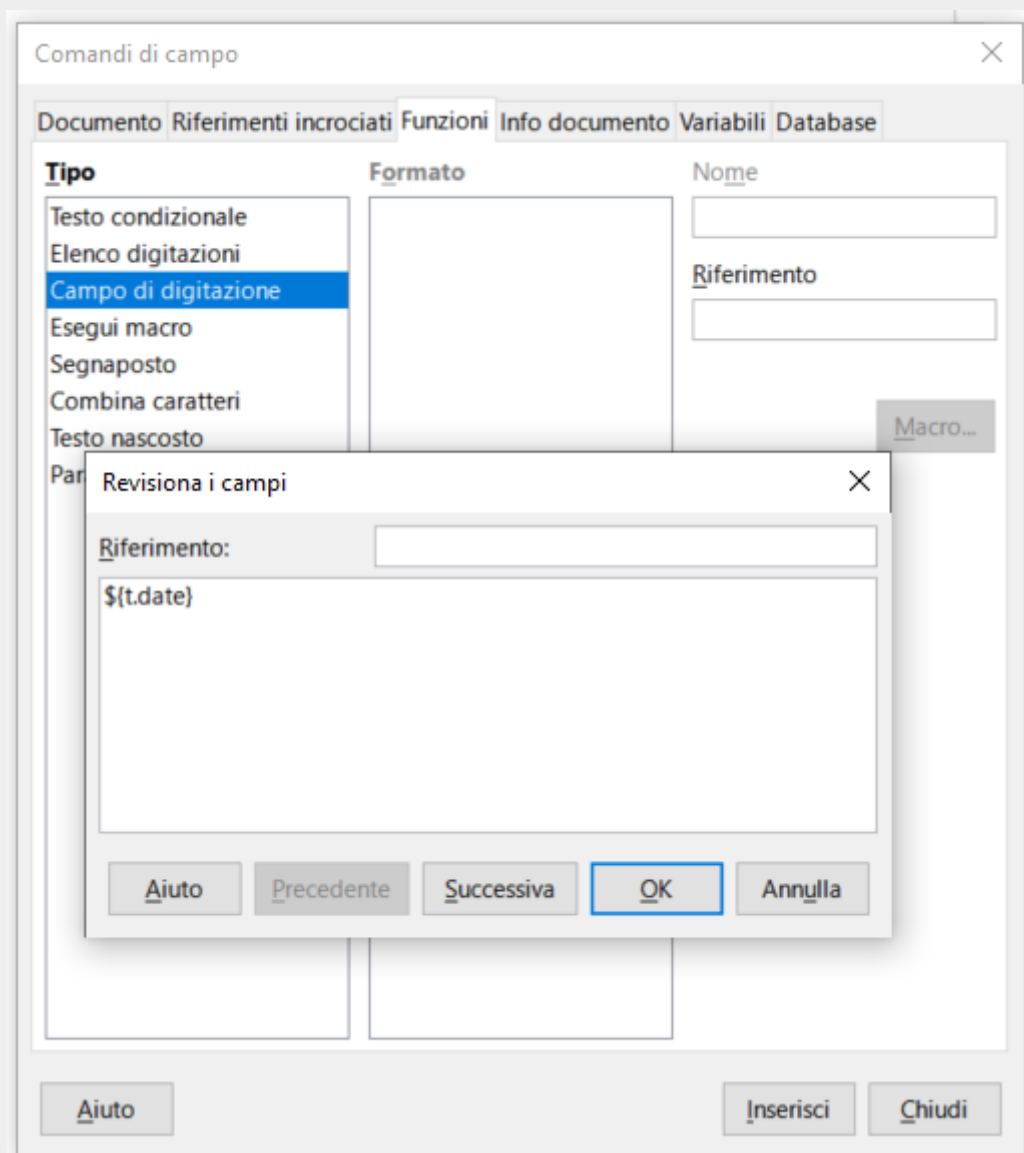 Comandi di campo
Documento Riferimenti incrociati Funzioni Info documento Variabili Database
Tipo
Formato
Nome
Testo condizionale
Elenco digitazioni
Campo di digitazione
Esegui macro
Segnaposto
Combina caratteri
Testo nascosto
Par
Riferimento
Macro...
Revisiona i campi
Riferimento:
${t.date}
Aiuto Precedente Successiva OK Annulla
Aiuto Inserisci Chiudi